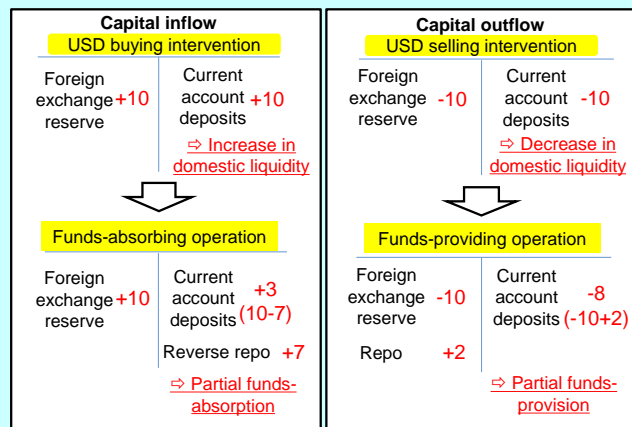 Capital inflow
USD buying intervention
Foreign
exchange +10
reserve
Current
account +10
deposits
⇨ Increase in
domestic liquidity
Funds-absorbing operation
Foreign
exchange +10
reserve
Current
account +3
deposits (10-7)
Reverse repo +7
⇨ Partial funds-
absorption
Capital outflow
USD selling intervention
Foreign
exchange -10
reserve
Current
account -10
deposits
⇨ Decrease in
domestic liquidity
Funds-providing operation
Foreign
exchange -10
reserve
Repo +2
Current
account -8
deposits (-10+2)
⇨ Partial funds-
provision